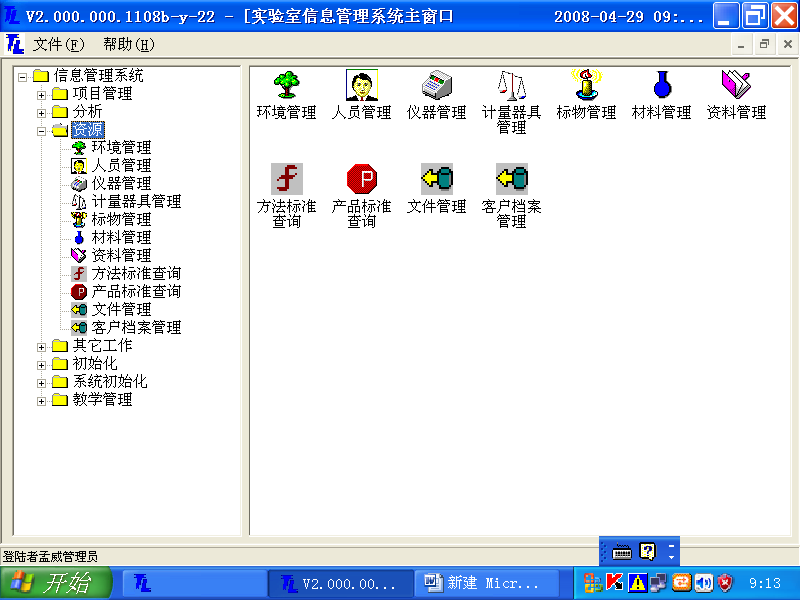 V2.000.000.1108b-y-22 - [实验室信息管理系统主窗口 2008-04-29 09:...
文件(F) 帮助(H)
信息管理系统
项目管理
分析
资源
环境管理
人员管理
仪器管理
计量器具管理
标物管理
材料管理
资料管理
方法标准查询
产品标准查询
文件管理
客户档案管理
其它工作
初始化
系统初始化
教学管理
环境管理 人员管理 仪器管理 计量器具 标物管理 材料管理 资料管理
管理
方法标准 产品标准 文件管理 客户档案
查询 查询 管理
登陆者孟威管理员
开始 V2.000.00... 新建 Micr... 9:13